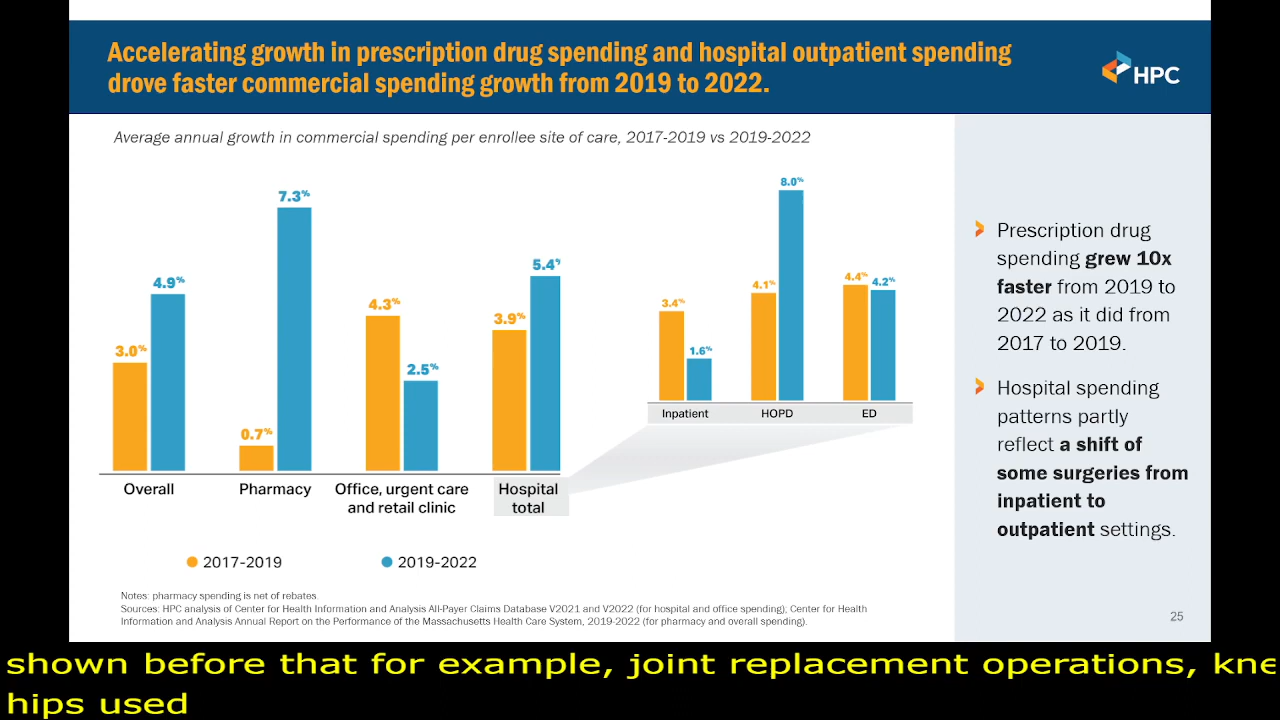 Accelerating growth in prescription drug spending and hospital outpatient spending
drove faster commercial spending growth from 2019 to 2022.
HPC
Average annual growth in commercial spending per enrollee site of care, 2017-2019 vs 2019-2022
3.0%
4.9%
0.7%
7.3%
4.3%
2.5%
3.9%
5.4%
Overall
Pharmacy
Office, urgent care
and retail clinic
Hospital
total
3.4%
1.6%
4.1%
8.0%
4.4%
4.2%
Inpatient
HOPD
ED
2017-2019
2019-2022
Prescription drug
spending grew 10x
faster from 2019 to
2022 as it did from
2017 to 2019.
Hospital spending
patterns partly
reflect a shift of
some surgeries from
inpatient to
outpatient settings.
Notes: pharmacy spending is net of rebates.
Sources: HPC analysis of Center for Health Information and Analysis All-Payer Claims Database V2021 and V2022 (for hospital and office spending); Center for Health
Information and Analysis Annual Report on the Performance of the Massachusetts Health Care System, 2019-2022 (for pharmacy and overall spending).
25
shown before that for example, joint replacement operations, kne
hips used